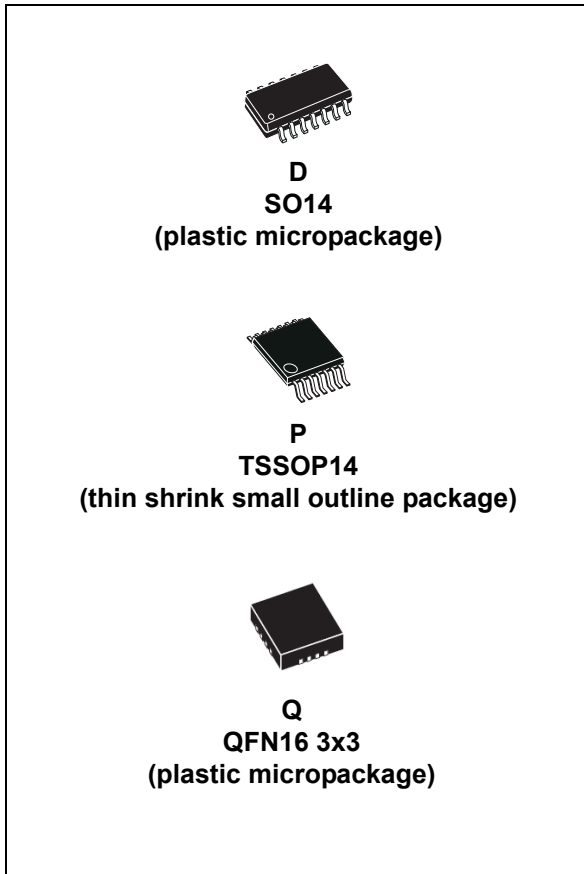 D
SO14
(plastic micropackage)
P
TSSOP14
(thin shrink small outline package)
Q
QFN16 3x3
(plastic micropackage)